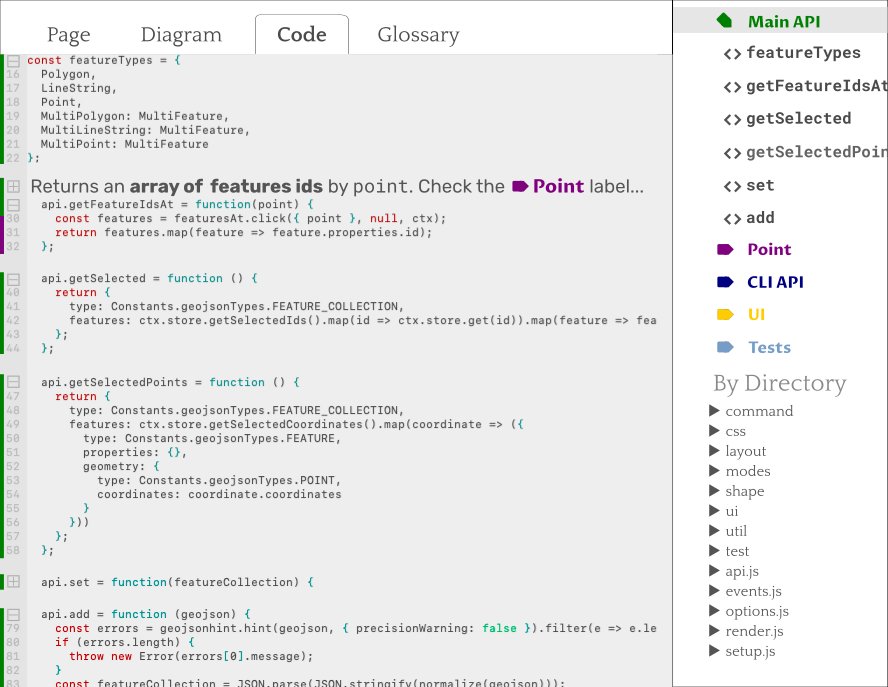 Page Diagram Code Glossary
const featureTypes = {
16 Polygon,
17 LineString,
18 Point,
19 MultiPolygon: MultiFeature,
20 MultiLineString: MultiFeature,
21 MultiPoint: MultiFeature
22 };
Returns an array of features ids by point. Check the Point label...
api.getFeatureIdsAt = function(point) {
30 const features = featuresAt.click({ point }, null, ctx);
31 return features.map(feature => feature.properties.id);
32 };
api.getSelected = function () {
40 return {
41 type: Constants.geojsonTypes.FEATURE_COLLECTION,
42 features: ctx.store.getSelectedIds().map(id => ctx.store.get(id)).map(feature => fea
43 };
44 };
api.getSelectedPoints = function () {
47 return {
48 type: Constants.geojsonTypes.FEATURE_COLLECTION,
49 features: ctx.store.getSelectedCoordinates().map(coordinate => ({
50 type: Constants.geojsonTypes.FEATURE,
51 properties: {},
52 geometry: {
53 type: Constants.geojsonTypes.POINT,
54 coordinates: coordinate.coordinates
55 }
56 }))
57 };
58 };
api.set = function(featureCollection) {
api.add = function (geojson) {
79 const errors = geojsonhint.hint(geojson, { precisionWarning: false }).filter(e => e.le
80 if (errors.length) {
81 throw new Error(errors[0].message);
82 }
83 const featureCollection = JSON.parse(JSON.stringify(normalize(geojson)));
Main API
<> featureTypes
<> getFeatureIdsAt
<> getSelected
<> getSelectedPoin
<> set
<> add
Point
CLI API
UI
Tests
By Directory
command
css
layout
modes
shape
ui
util
test
api.js
events.js
options.js
render.js
setup.js